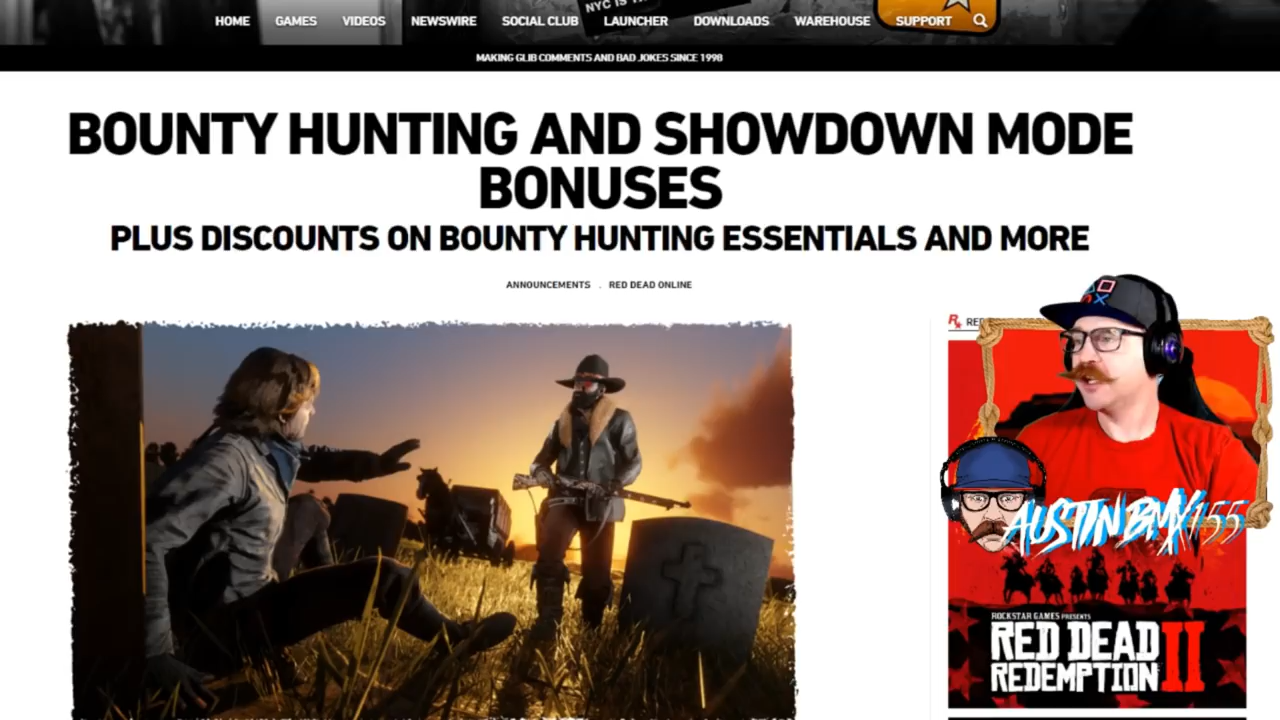 NYC IS
HOME GAMES VIDEOS NEWSWIRE SOCIAL CLUB LAUNCHER DOWNLOADS WAREHOUSE SUPPORT
MAKING GLIB COMMENTS AND BAD JOKES SINCE 1998
BOUNTY HUNTING AND SHOWDOWN MODE
BONUSES
PLUS DISCOUNTS ON BOUNTY HUNTING ESSENTIALS AND MORE
ANNOUNCEMENTS . RED DEAD ONLINE
AUSTINBMX155
ROCKSTAR GAMES PRESENTS
RED DEAD
REDEMPTION II